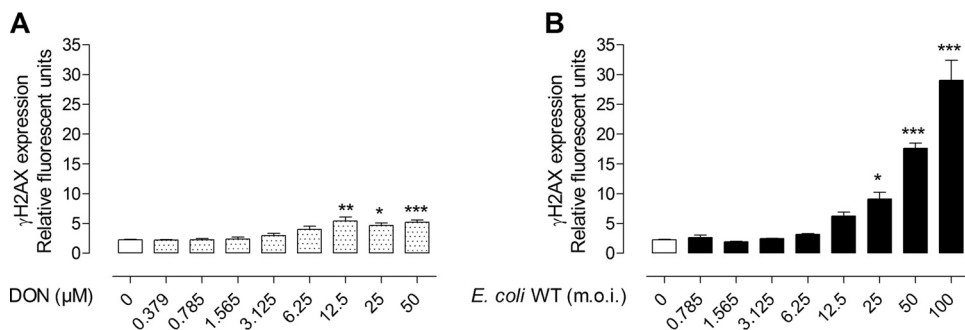 A
γH2AX expression
Relative fluorescent units
35
30
25
20
15
10
5
0
** * ***
DON (µM)
0 0.379 0.785 1.565 3.125 6.25 12.5 25 50
B
γH2AX expression
Relative fluorescent units
35
30
25
20
15
10
5
0
* *** ***
E. coli WT (m.o.i.)
0 0.785 1.565 3.125 6.25 12.5 25 50 100